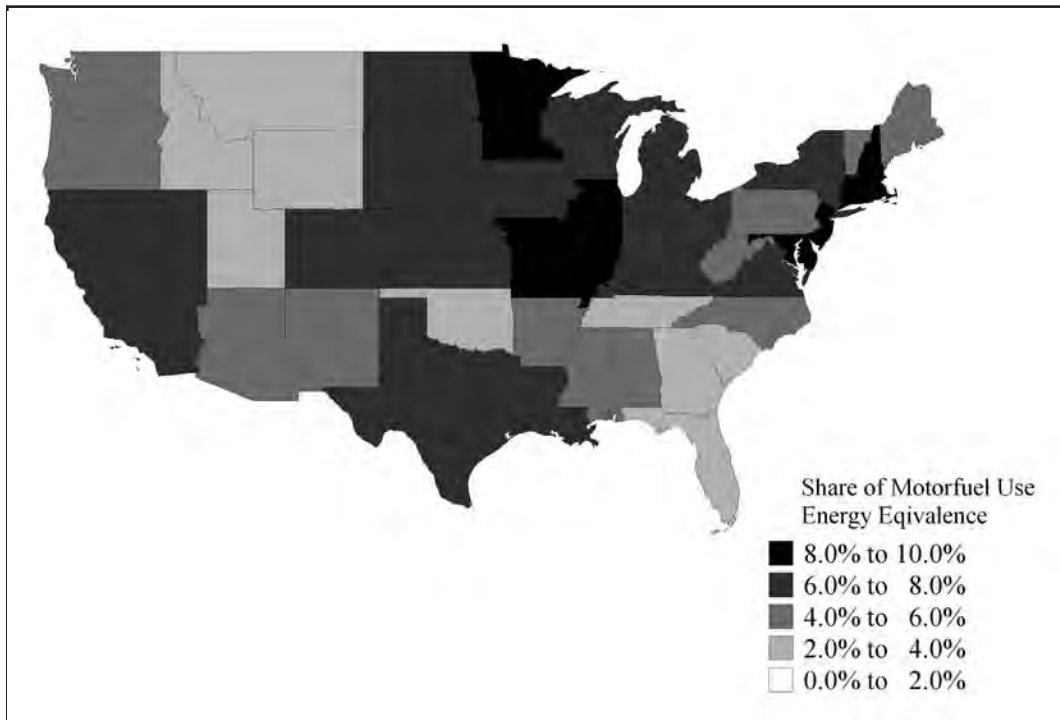 Share of Motorfuel Use
Energy Eqivalence
8.0% to 10.0%
6.0% to 8.0%
4.0% to 6.0%
2.0% to 4.0%
0.0% to 2.0%